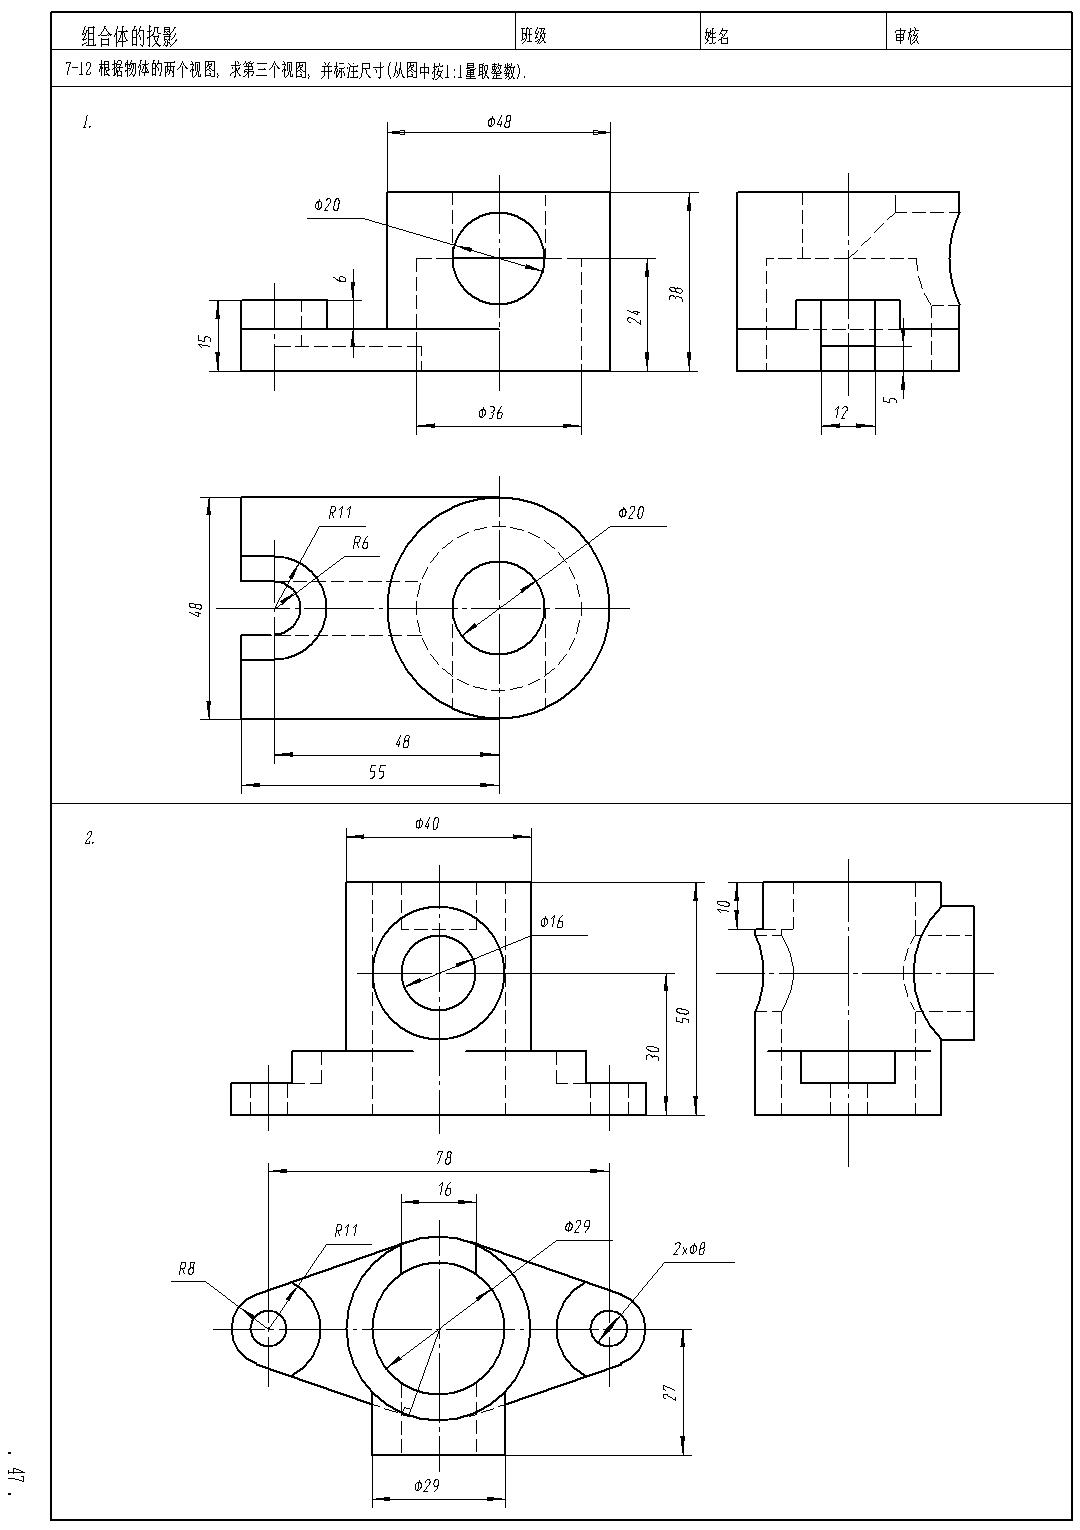 组合体的投影 班级 姓名 审核
7-12 根据物体的两个视图, 求第三个视图, 并标注尺寸(从图中按1:1量取整数).
1.
Φ48
Φ20
6
15
38
24
Φ36
12
5
R11
R6
Φ20
48
48
55
2.
Φ40
Φ16
10
50
30
78
16
R11
R8
Φ29
2xΦ8
27
Φ29
. 47 .